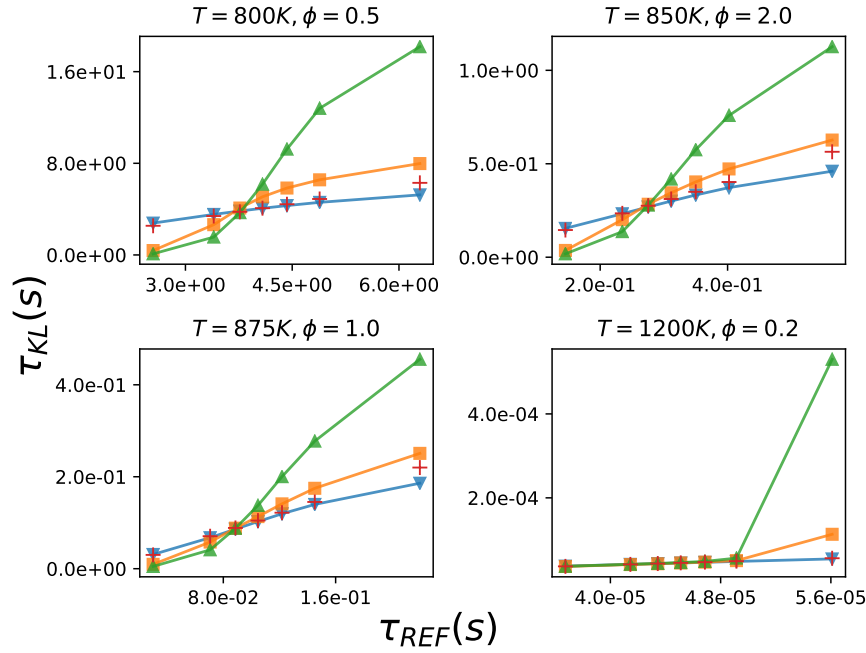 T = 800K, ϕ = 0.5
T = 850K, ϕ = 2.0
1.6e+01
8.0e+00
0.0e+00
3.0e+00 4.5e+00 6.0e+00
1.0e+00
5.0e-01
0.0e+00
2.0e-01 4.0e-01
τ_KL(s)
T = 875K, ϕ = 1.0
T = 1200K, ϕ = 0.2
4.0e-01
2.0e-01
0.0e+00
8.0e-02 1.6e-01
4.0e-04
2.0e-04
4.0e-05 4.8e-05 5.6e-05
τ_REF(s)